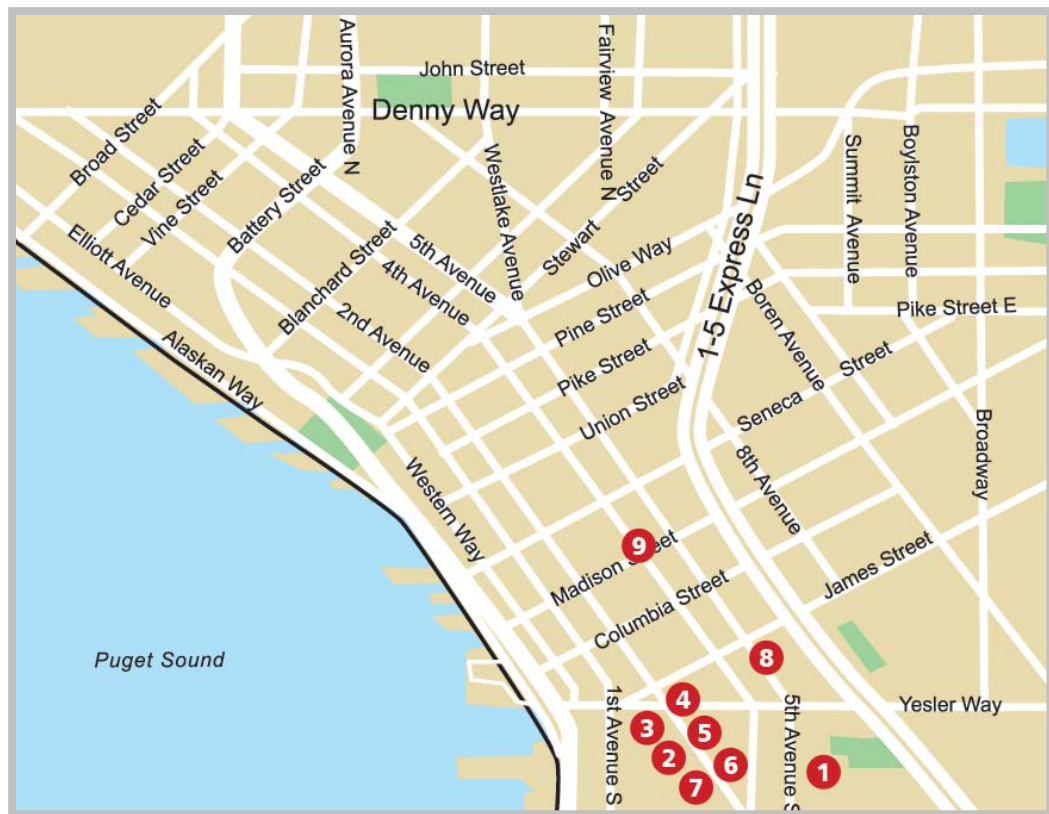 John Street
Aurora Avenue N
Fairview Avenue N
Denny Way
Broad Street
Cedar Street
Vine Street
Battery Street
Westlake Avenue
Stewart Street
Summit Avenue
Boylston Avenue
1-5 Express Ln
Elliott Avenue
Blanchard Street
5th Avenue
4th Avenue
2nd Avenue
Olive Way
Pine Street
Pike Street
Union Street
Boren Avenue
Pike Street E
Seneca Street
Alaskan Way
Western Way
8th Avenue
Broadway
9
Madison Street
Columbia Street
James Street
Puget Sound
8
Yesler Way
1st Avenue S
5th Avenue S
4
3
5
2
6
1
7